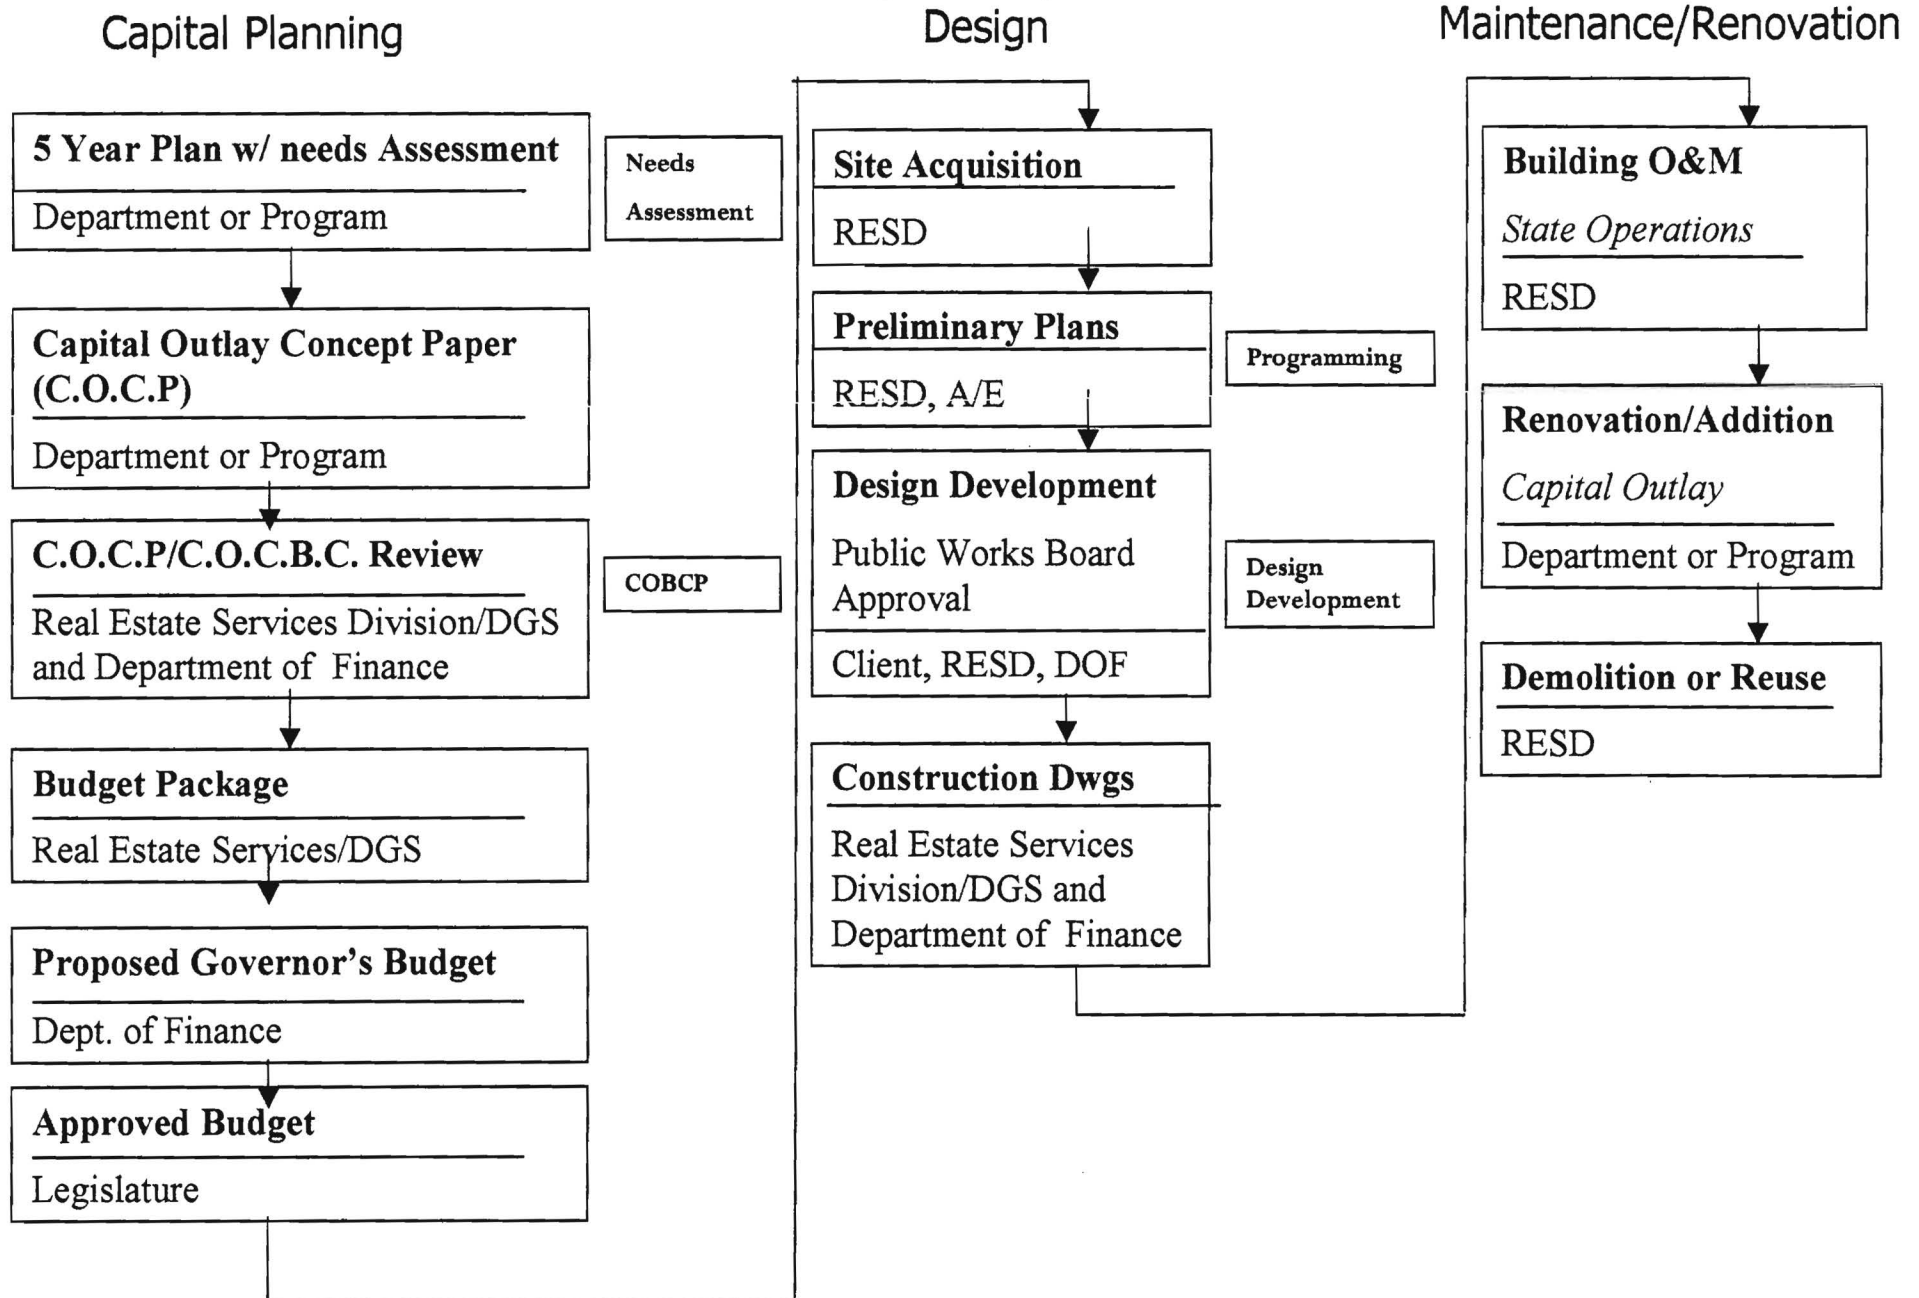 Capital Planning
5 Year Plan w/ needs Assessment
Department or Program
Needs
Assessment
Capital Outlay Concept Paper
(C.O.C.P)
Department or Program
C.O.C.P/C.O.C.B.C. Review
Real Estate Services Division/DGS
and Department of Finance
COBCP
Budget Package
Real Estate Services/DGS
Proposed Governor's Budget
Dept. of Finance
Approved Budget
Legislature
Design
Site Acquisition
RESD
Preliminary Plans
RESD, A/E
Programming
Design Development
Public Works Board
Approval
Client, RESD, DOF
Design
Development
Construction Dwgs
Real Estate Services
Division/DGS and
Department of Finance
Maintenance/Renovation
Building O&M
State Operations
RESD
Renovation/Addition
Capital Outlay
Department or Program
Demolition or Reuse
RESD